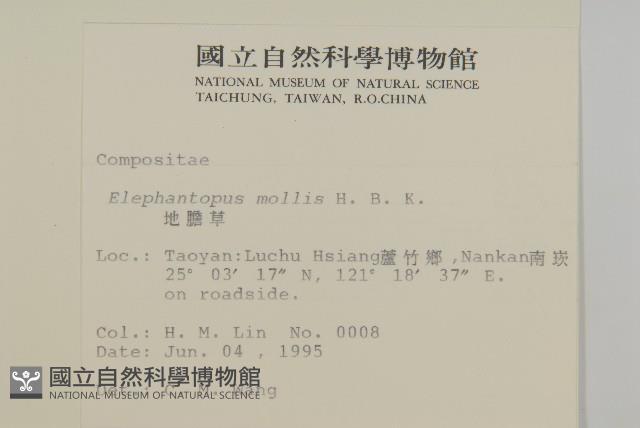 國立自然科學博物館
NATIONAL MUSEUM OF NATURAL SCIENCE
TAICHUNG, TAIWAN, R.O.CHINA
Compositae
Elephantopus mollis H. B. K.
地膽草
Loc.: Taoyan:Luchu Hsiang蘆竹鄉,Nankan南崁
25° 03′ 17″ N, 121° 18′ 37″ E.
on roadside.
Col.: H. M. Lin No. 0008
Date: Jun. 04 , 1995
國立自然科學博物館
NATIONAL MUSEUM OF NATURAL SCIENCE